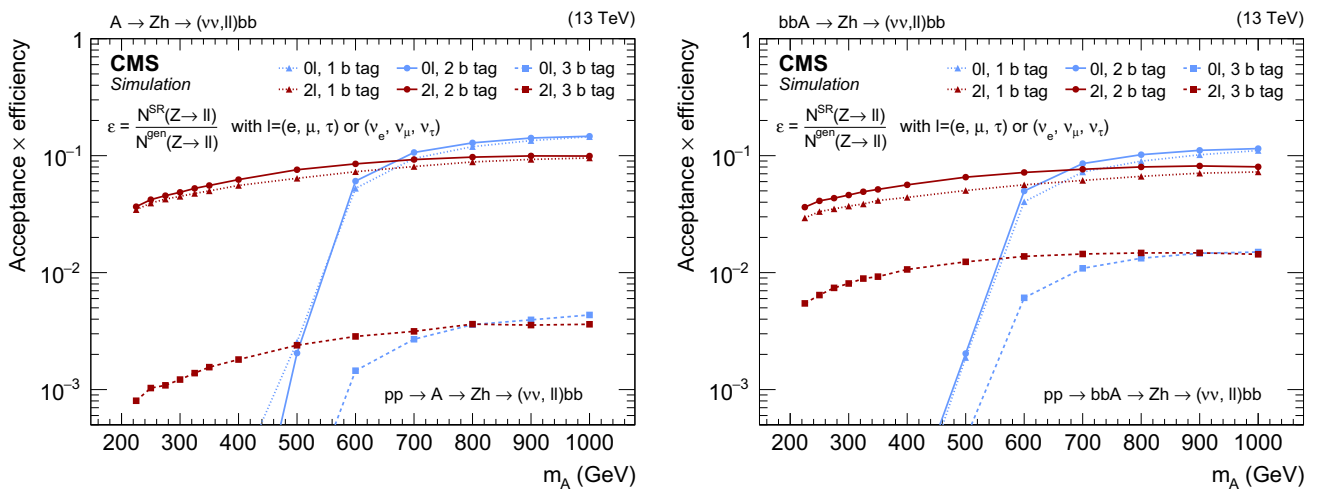 A → Zh → (νν,ll)bb (13 TeV)
CMS
Simulation
0l, 1 b tag 0l, 2 b tag 0l, 3 b tag
2l, 1 b tag 2l, 2 b tag 2l, 3 b tag
ε = N^SR(Z→ ll) / N^gen(Z→ ll) with l=(e, μ, τ) or (ν_e, ν_μ, ν_τ)
Acceptance × efficiency
1
10^−1
10^−2
10^−3
pp → A → Zh → (νν, ll)bb
200 300 400 500 600 700 800 900 1000
m_A (GeV)
bbA → Zh → (νν,ll)bb (13 TeV)
CMS
Simulation
0l, 1 b tag 0l, 2 b tag 0l, 3 b tag
2l, 1 b tag 2l, 2 b tag 2l, 3 b tag
ε = N^SR(Z→ ll) / N^gen(Z→ ll) with l=(e, μ, τ) or (ν_e, ν_μ, ν_τ)
Acceptance × efficiency
1
10^−1
10^−2
10^−3
pp → bbA → Zh → (νν, ll)bb
200 300 400 500 600 700 800 900 1000
m_A (GeV)